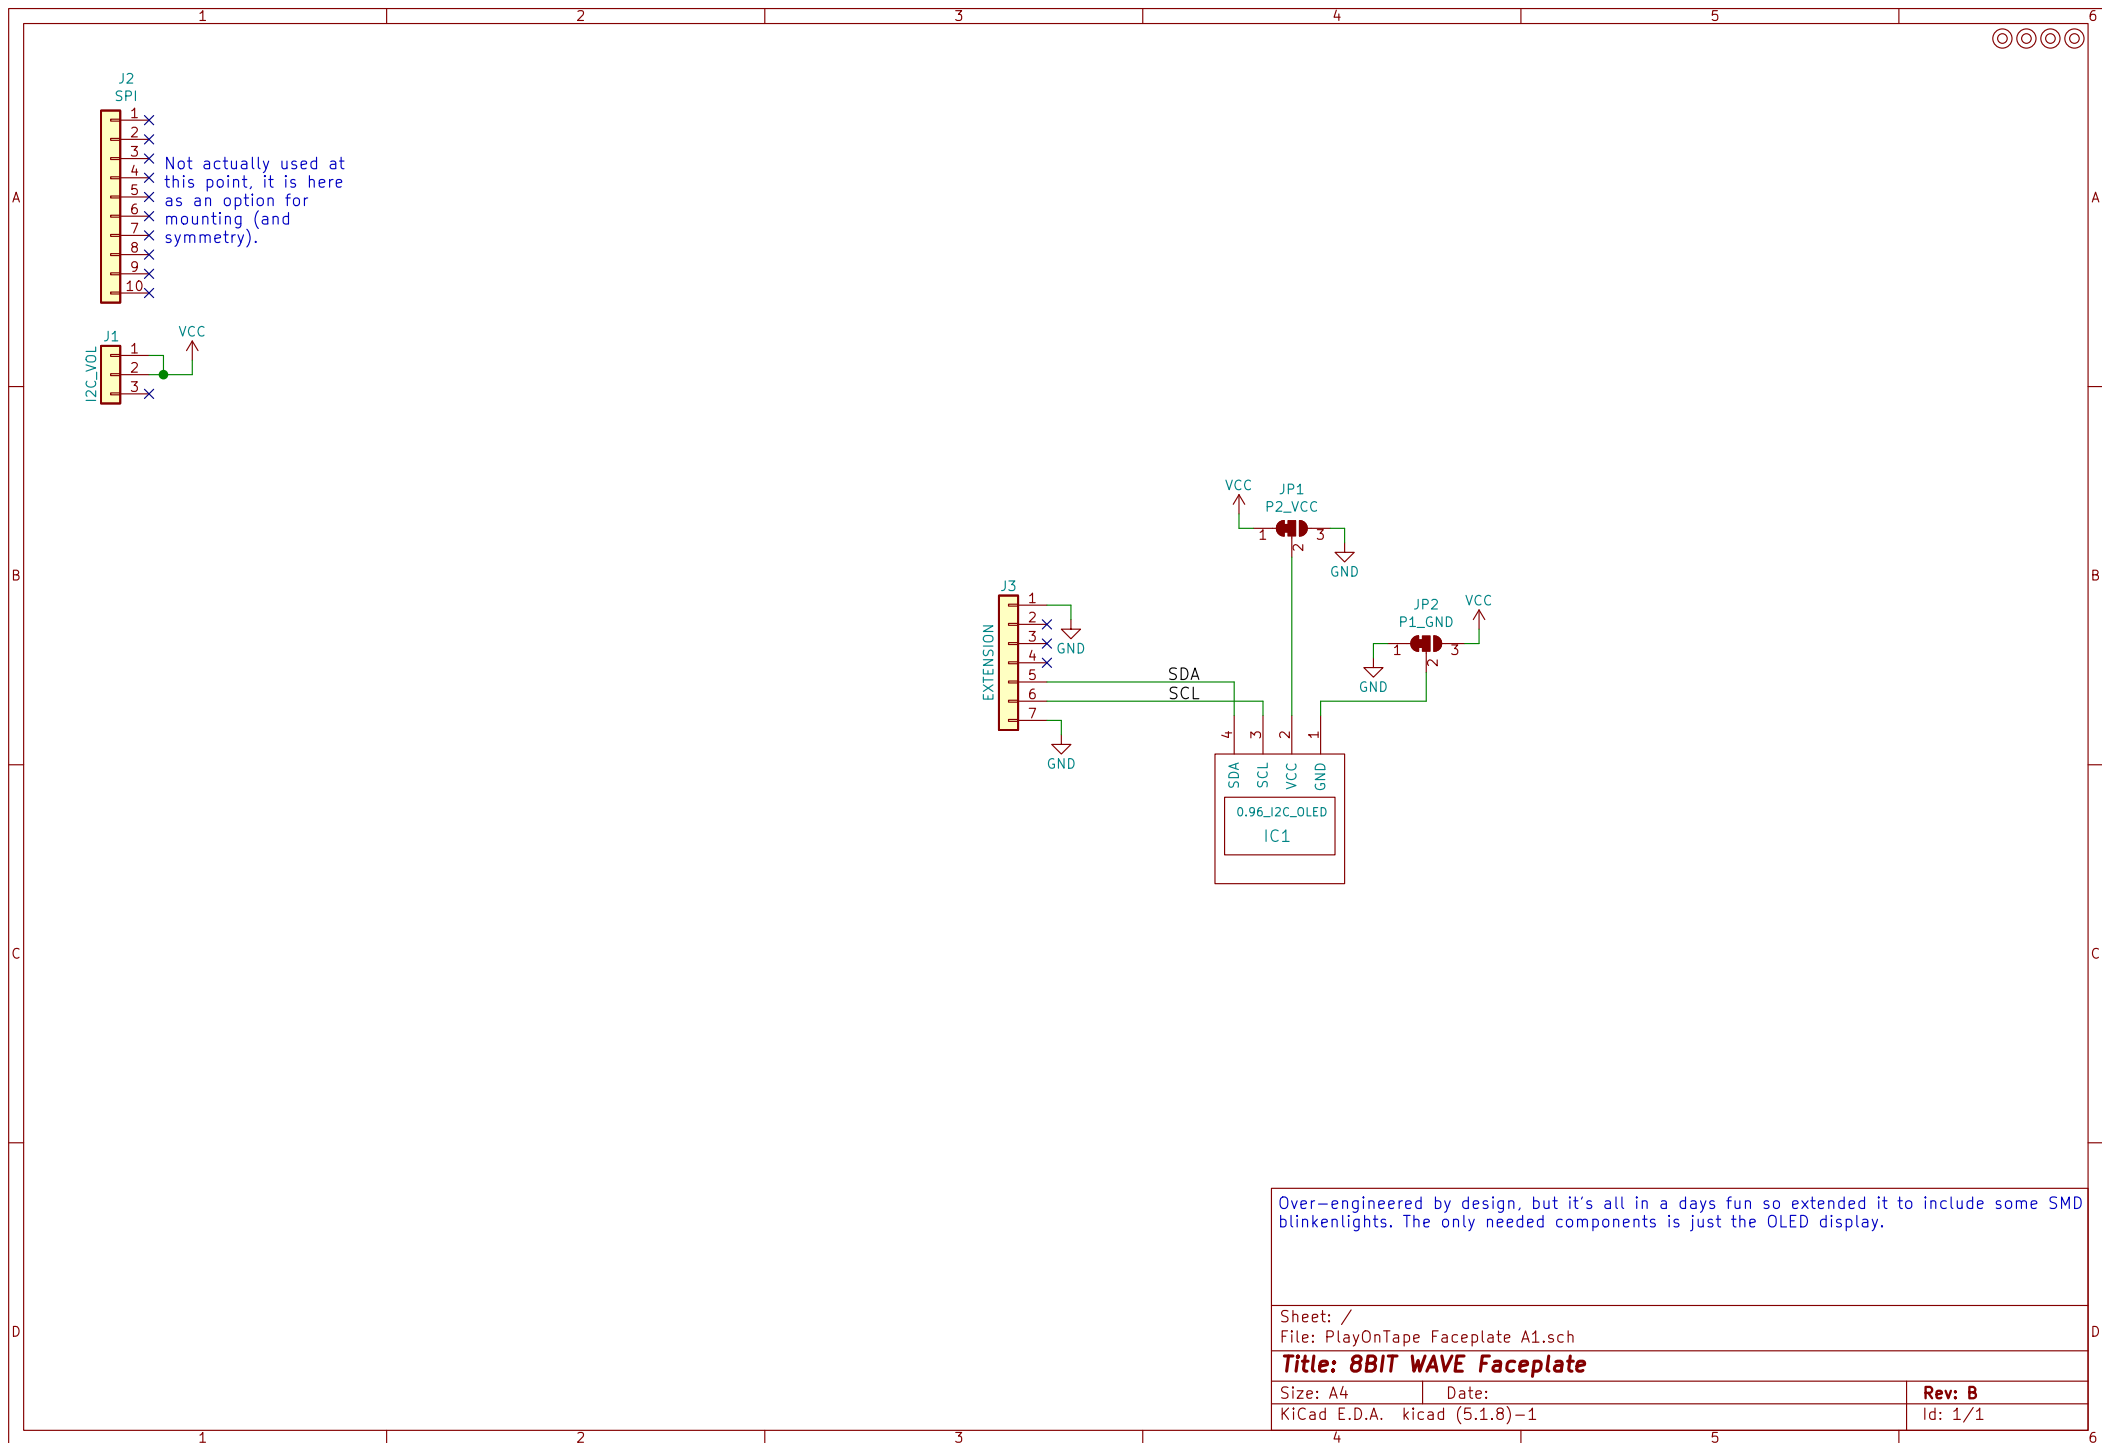 1 2 3 4 5 6
A A
B B
C C
D D
J2
SPI
1
2
3
4
5
6
7
8
9
10
Not actually used at
this point, it is here
as an option for
mounting (and
symmetry).
J1
I2C_VOL
1
2
3
VCC
VCC
JP1
P2_VCC
1
2
3
GND
J3
EXTENSION
1
2
3
4
5
6
7
GND
GND
SDA
SCL
JP2
P1_GND
VCC
1
2
3
GND
4 3 2 1
SDA SCL VCC GND
0.96_I2C_OLED
IC1
Over-engineered by design, but it's all in a days fun so extended it to include some SMD
blinkenlights. The only needed components is just the OLED display.
Sheet: /
File: PlayOnTape Faceplate A1.sch
Title: 8BIT WAVE Faceplate
Size: A4 Date: Rev: B
KiCad E.D.A. kicad (5.1.8)-1 Id: 1/1
1 2 3 4 5 6